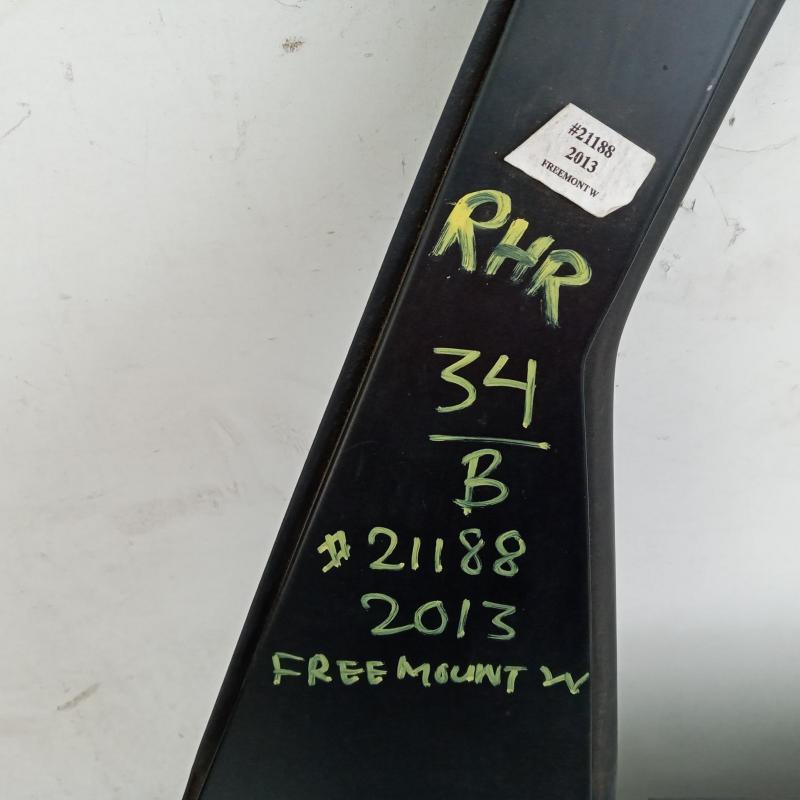 #21188
2013
FREEMONT W
RHR
34
B
#21188
2013
FREEMOUNT W